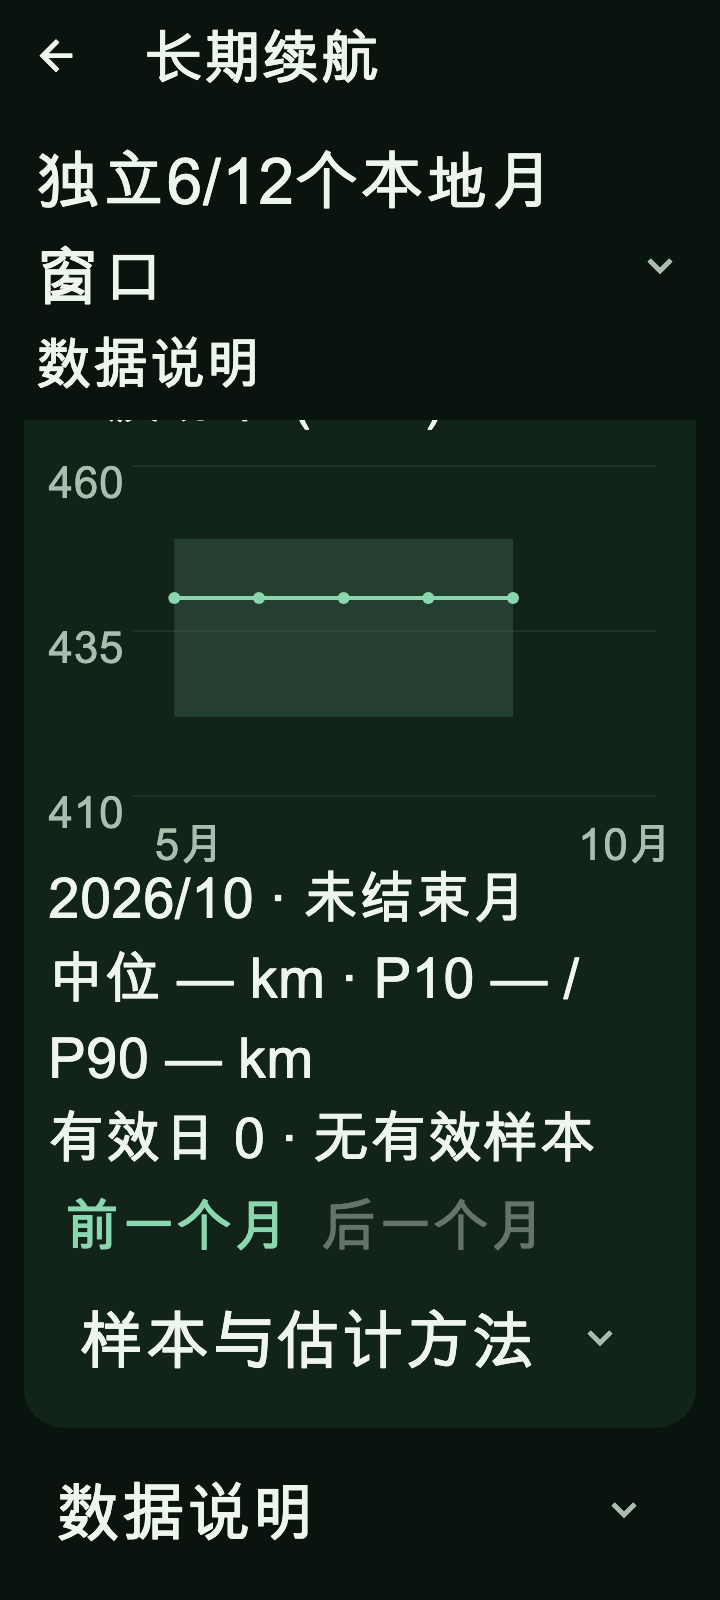 长期续航
独立6/12个本地月
窗口
数据说明
460
435
410
5月 10月
2026/10 · 未结束月
中位 — km · P10 — /
P90 — km
有效日 0 · 无有效样本
前一个月 后一个月
样本与估计方法
数据说明